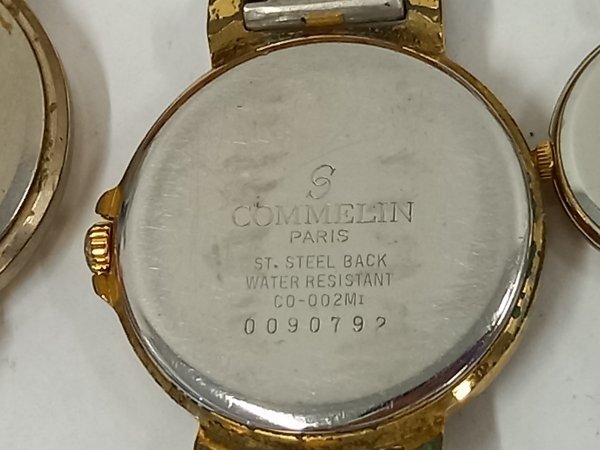 S
COMMELIN
PARIS
ST. STEEL BACK
WATER RESISTANT
CO-002MI
0090792